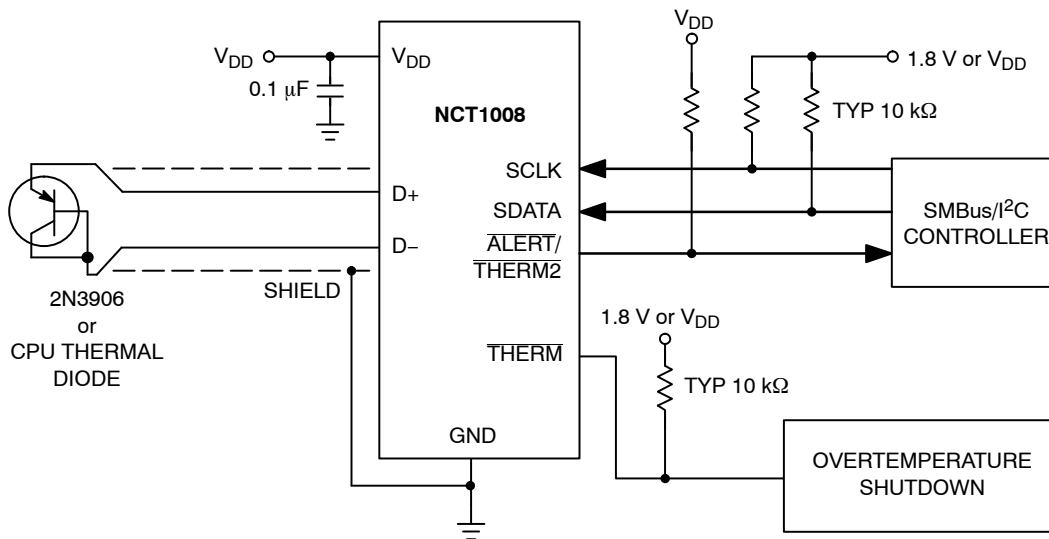 V_DD
V_DD
0.1 μF
V_DD
NCT1008
1.8 V or V_DD
TYP 10 kΩ
SCLK
D+
SDATA
SMBus/I²C
CONTROLLER
D−
ALERT/
THERM2
SHIELD
2N3906
or
CPU THERMAL
DIODE
1.8 V or V_DD
THERM
TYP 10 kΩ
GND
OVERTEMPERATURE
SHUTDOWN